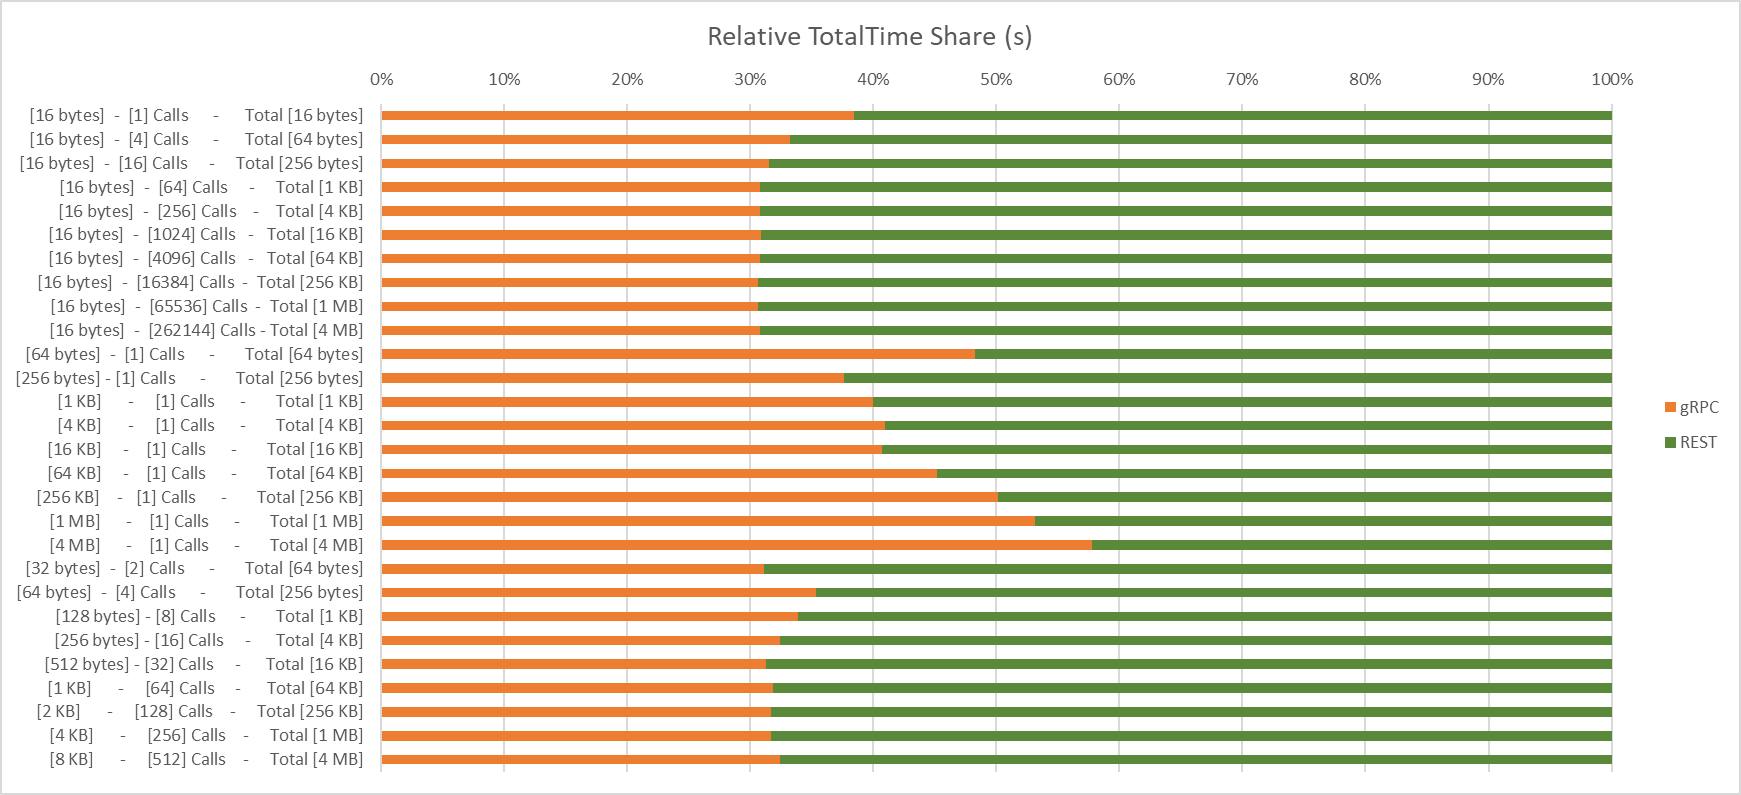 Relative TotalTime Share (s)
0% 10% 20% 30% 40% 50% 60% 70% 80% 90% 100%
[16 bytes] - [1] Calls - Total [16 bytes]
[16 bytes] - [4] Calls - Total [64 bytes]
[16 bytes] - [16] Calls - Total [256 bytes]
[16 bytes] - [64] Calls - Total [1 KB]
[16 bytes] - [256] Calls - Total [4 KB]
[16 bytes] - [1024] Calls - Total [16 KB]
[16 bytes] - [4096] Calls - Total [64 KB]
[16 bytes] - [16384] Calls - Total [256 KB]
[16 bytes] - [65536] Calls - Total [1 MB]
[16 bytes] - [262144] Calls - Total [4 MB]
[64 bytes] - [1] Calls - Total [64 bytes]
[256 bytes] - [1] Calls - Total [256 bytes]
[1 KB] - [1] Calls - Total [1 KB]
[4 KB] - [1] Calls - Total [4 KB]
[16 KB] - [1] Calls - Total [16 KB]
[64 KB] - [1] Calls - Total [64 KB]
[256 KB] - [1] Calls - Total [256 KB]
[1 MB] - [1] Calls - Total [1 MB]
[4 MB] - [1] Calls - Total [4 MB]
[32 bytes] - [2] Calls - Total [64 bytes]
[64 bytes] - [4] Calls - Total [256 bytes]
[128 bytes] - [8] Calls - Total [1 KB]
[256 bytes] - [16] Calls - Total [4 KB]
[512 bytes] - [32] Calls - Total [16 KB]
[1 KB] - [64] Calls - Total [64 KB]
[2 KB] - [128] Calls - Total [256 KB]
[4 KB] - [256] Calls - Total [1 MB]
[8 KB] - [512] Calls - Total [4 MB]
gRPC
REST